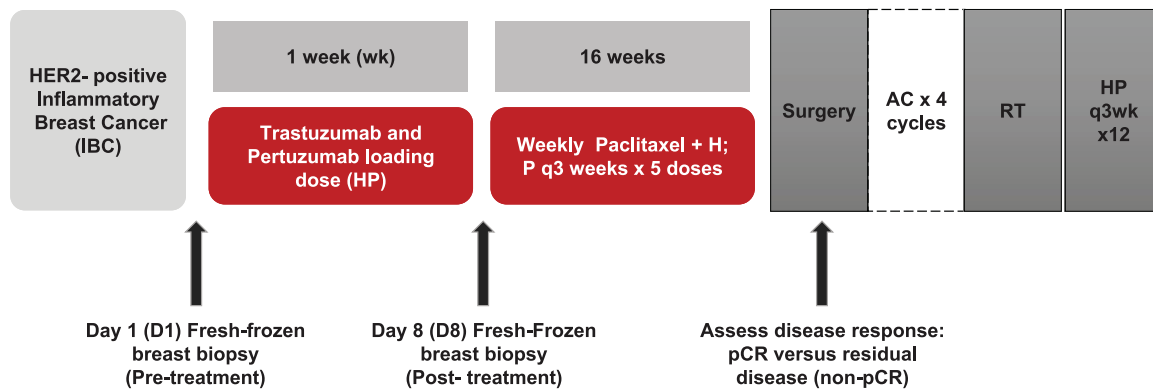 HER2- positive
Inflammatory
Breast Cancer
(IBC)
1 week (wk)
16 weeks
Trastuzumab and
Pertuzumab loading
dose (HP)
Weekly Paclitaxel + H;
P q3 weeks x 5 doses
Surgery
AC x 4
cycles
RT
HP
q3wk
x12
Day 1 (D1) Fresh-frozen
breast biopsy
(Pre-treatment)
Day 8 (D8) Fresh-Frozen
breast biopsy
(Post- treatment)
Assess disease response:
pCR versus residual
disease (non-pCR)